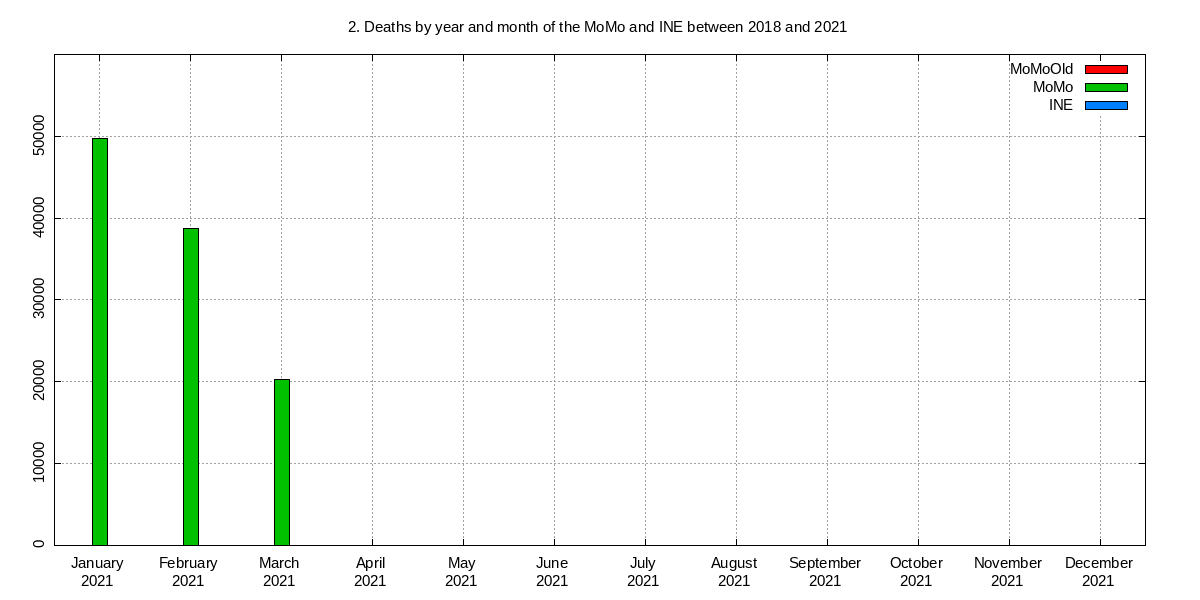 2. Deaths by year and month of the MoMo and INE between 2018 and 2021
MoMoOld
MoMo
INE
50000
40000
30000
20000
10000
0
January February March April May June July August September October November December
2021 2021 2021 2021 2021 2021 2021 2021 2021 2021 2021 2021